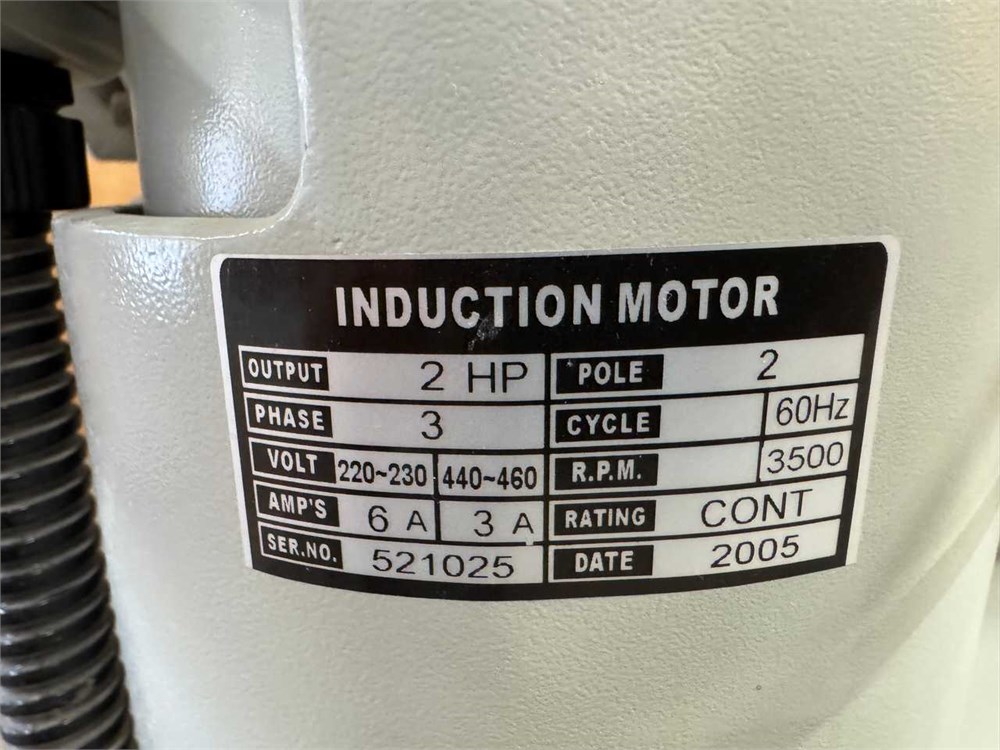 INDUCTION MOTOR
OUTPUT 2 HP POLE 2
PHASE 3 CYCLE 60Hz
VOLT 220~230 440~460 R.P.M. 3500
AMP'S 6 A 3 A RATING CONT
SER.NO. 521025 DATE 2005